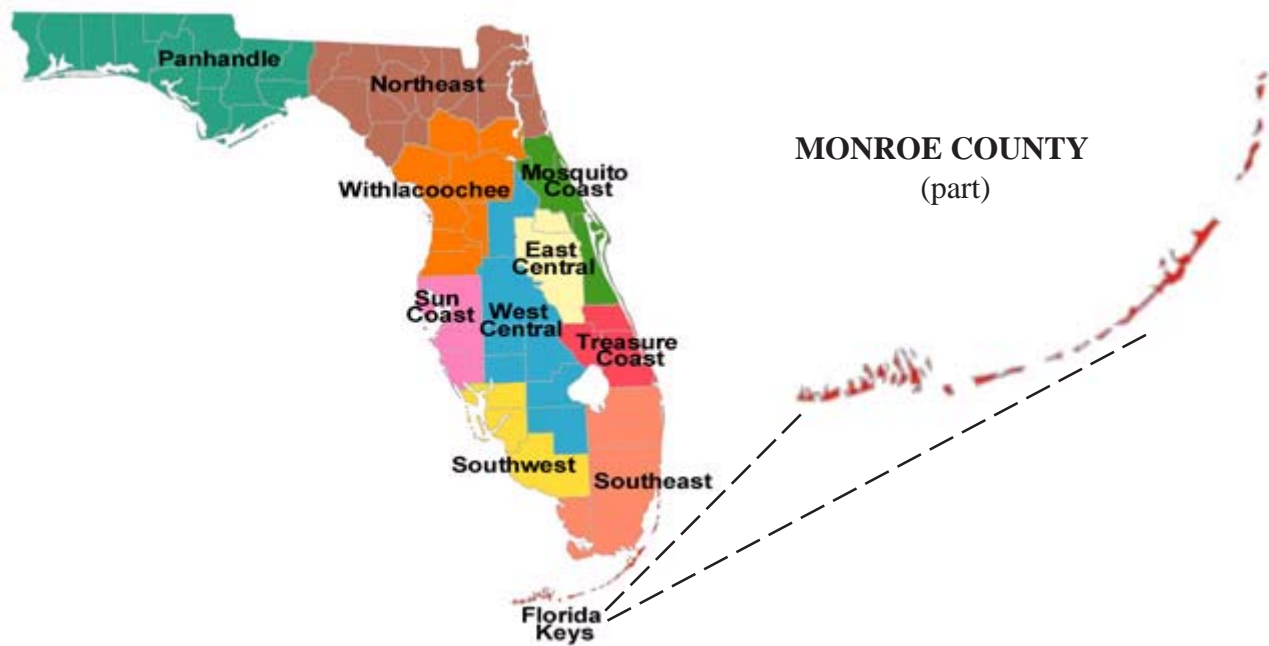 Panhandle
Northeast
MONROE COUNTY
(part)
Withlacoochee
Mosquito
Coast
East
Central
Sun
Coast
West
Central
Treasure
Coast
Southwest
Southeast
Florida
Keys